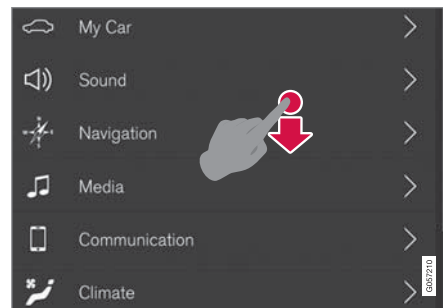 My Car
Sound
Navigation
Media
Communication
Climate
G057210